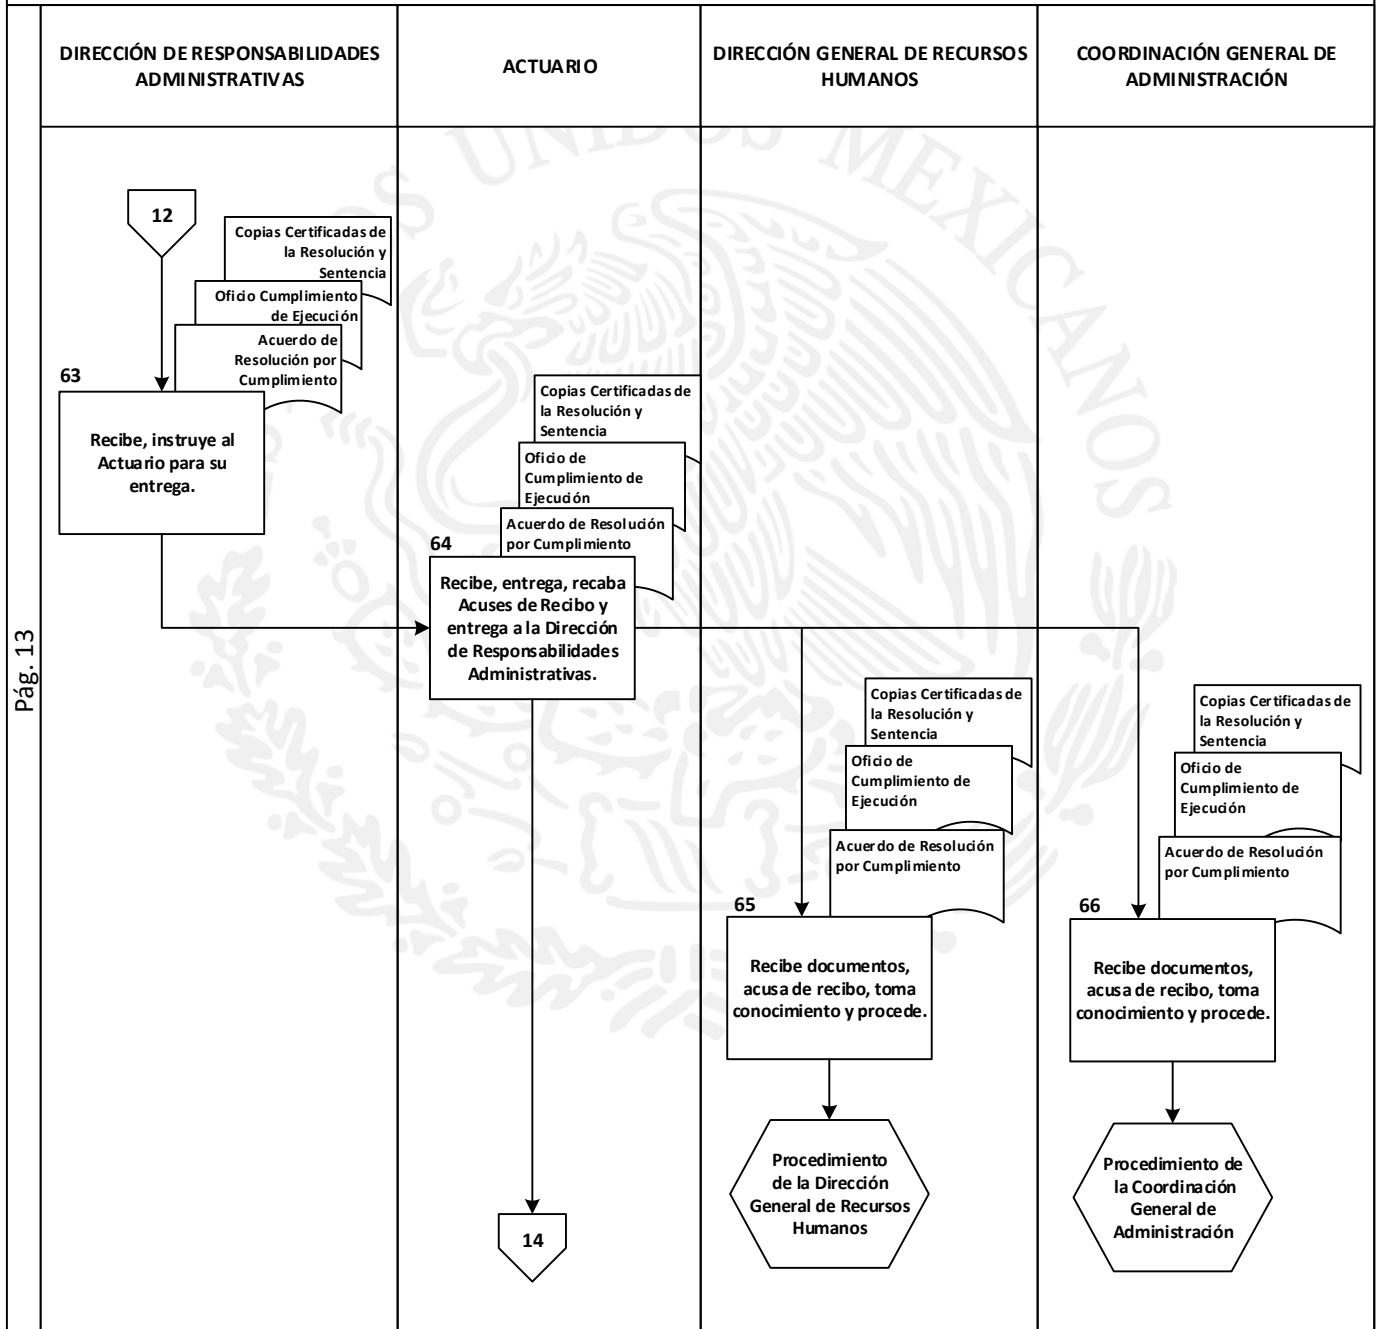 DIRECCIÓN DE RESPONSABILIDADES
ADMINISTRATIVAS
ACTUARIO
DIRECCIÓN GENERAL DE RECURSOS
HUMANOS
COORDINACIÓN GENERAL DE
ADMINISTRACIÓN
Pág. 13
UNIDOS MEXICANOS
12
Copias Certificadas de
la Resolución y
Sentencia
Oficio Cumplimiento
de Ejecución
Acuerdo de
Resolución por
Cumplimiento
63
Recibe, instruye al
Actuario para su
entrega.
Copias Certificadas de
la Resolución y
Sentencia
Oficio de
Cumplimiento de
Ejecución
Acuerdo de Resolución
por Cumplimiento
64
Recibe, entrega, recaba
Acuses de Recibo y
entrega a la Dirección
de Responsabilidades
Administrativas.
Copias Certificadas de
la Resolución y
Sentencia
Oficio de
Cumplimiento de
Ejecución
Acuerdo de Resolución
por Cumplimiento
65
Recibe documentos,
acusa de recibo, toma
conocimiento y procede.
Procedimiento
de la Dirección
General de Recursos
Humanos
Copias Certificadas de
la Resolución y
Sentencia
Oficio de
Cumplimiento de
Ejecución
Acuerdo de Resolución
por Cumplimiento
66
Recibe documentos,
acusa de recibo, toma
conocimiento y procede.
Procedimiento de
la Coordinación
General de
Administración
14